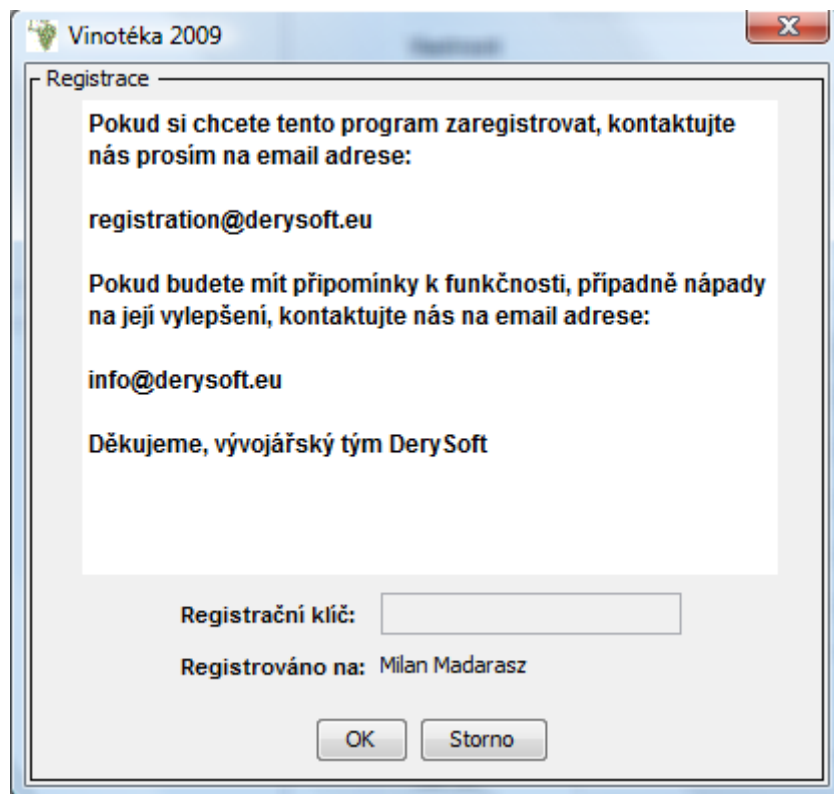 Vinotéka 2009
Registrace
Pokud si chcete tento program zaregistrovat, kontaktujte
nás prosím na email adrese:
registration@derysoft.eu
Pokud budete mít připomínky k funkčnosti, případně nápady
na její vylepšení, kontaktujte nás na email adrese:
info@derysoft.eu
Děkujeme, vývojářský tým DerySoft
Registrační klíč:
Registrováno na: Milan Madarasz
OK Storno